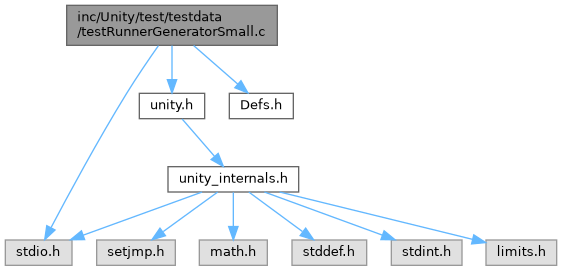 inc/Unity/test/testdata
/testRunnerGeneratorSmall.c
unity.h
Defs.h
unity_internals.h
stdio.h
setjmp.h
math.h
stddef.h
stdint.h
limits.h